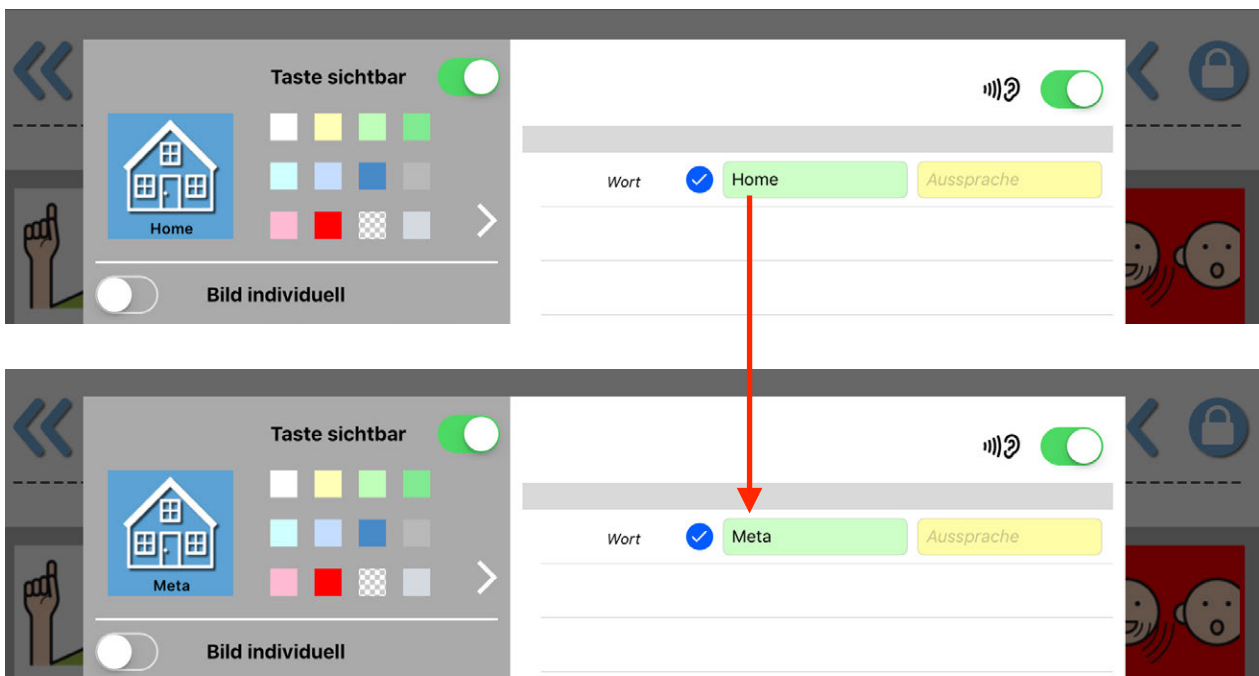 Taste sichtbar
Wort Home Aussprache
Home
Bild individuell
Taste sichtbar
Wort Meta Aussprache
Meta
Bild individuell